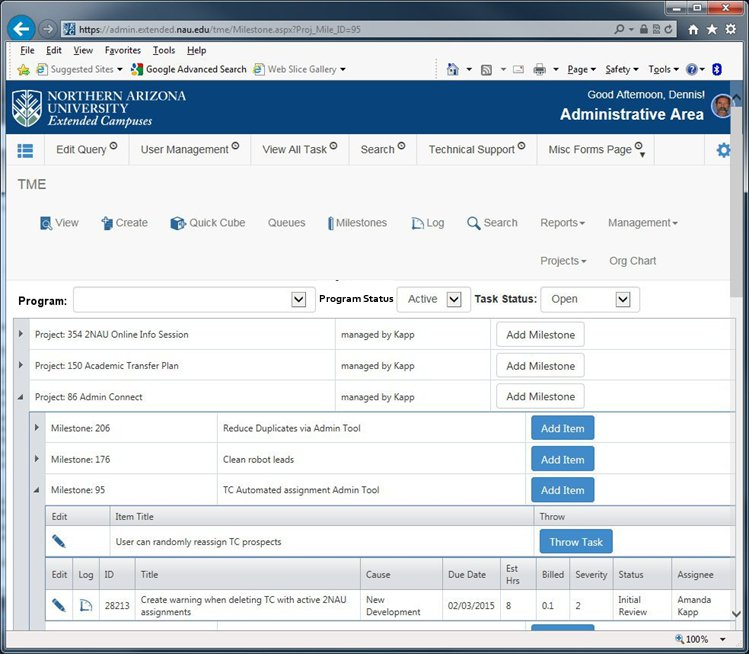 https://admin.extended.nau.edu/tme/Milestone.aspx?Proj_Mile_ID=95
File Edit View Favorites Tools Help
Suggested Sites Google Advanced Search Web Slice Gallery Page Safety Tools
NORTHERN ARIZONA
UNIVERSITY
Extended Campuses
Good Afternoon, Dennis!
Administrative Area
Edit Query User Management View All Task Search Technical Support Misc Forms Page
TME
View Create Quick Cube Queues Milestones Log Search Reports Management
Projects Org Chart
Program: Program Status Active Task Status: Open
Project: 354 2NAU Online Info Session managed by Kapp Add Milestone
Project: 150 Academic Transfer Plan managed by Kapp Add Milestone
Project: 86 Admin Connect managed by Kapp Add Milestone
Milestone: 206 Reduce Duplicates via Admin Tool Add Item
Milestone: 176 Clean robot leads Add Item
Milestone: 95 TC Automated assignment Admin Tool Add Item
Edit Item Title Throw
User can randomly reassign TC prospects Throw Task
Edit Log ID Title Cause Due Date Est Hrs Billed Severity Status Assignee
28213 Create warning when deleting TC with active 2NAU assignments New Development 02/03/2015 8 0.1 2 Initial Review Amanda Kapp
100%